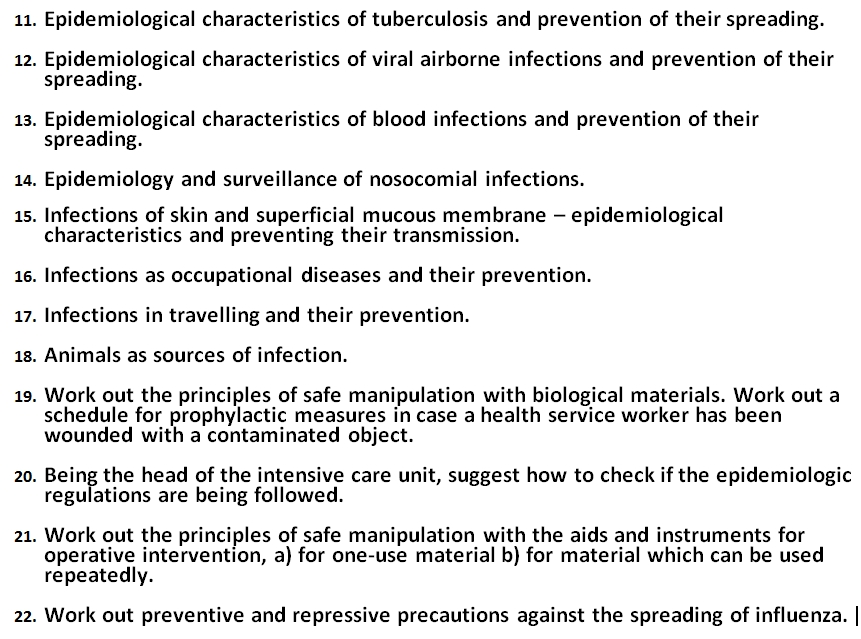 11. Epidemiological characteristics of tuberculosis and prevention of their spreading.
12. Epidemiological characteristics of viral airborne infections and prevention of their
spreading.
13. Epidemiological characteristics of blood infections and prevention of their
spreading.
14. Epidemiology and surveillance of nosocomial infections.
15. Infections of skin and superficial mucous membrane – epidemiological
characteristics and preventing their transmission.
16. Infections as occupational diseases and their prevention.
17. Infections in travelling and their prevention.
18. Animals as sources of infection.
19. Work out the principles of safe manipulation with biological materials. Work out a
schedule for prophylactic measures in case a health service worker has been
wounded with a contaminated object.
20. Being the head of the intensive care unit, suggest how to check if the epidemiologic
regulations are being followed.
21. Work out the principles of safe manipulation with the aids and instruments for
operative intervention, a) for one-use material b) for material which can be used
repeatedly.
22. Work out preventive and repressive precautions against the spreading of influenza.